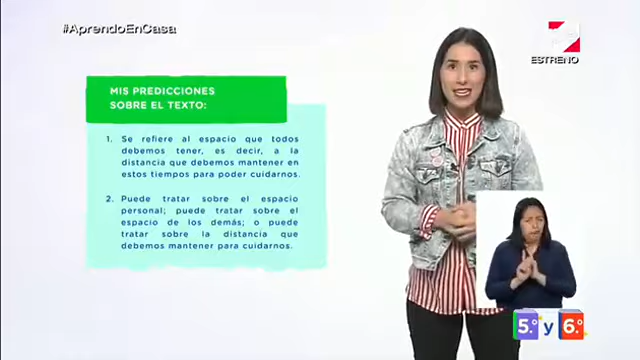 #AprendoEnCasa
ESTRENO
MIS PREDICCIONES
SOBRE EL TEXTO:
1. Se refiere al espacio que todos
debemos tener, es decir, a la
distancia que debemos mantener en
estos tiempos para poder cuidarnos.
2. Puede tratar sobre el espacio
personal; puede tratar sobre el
espacio de los demás; o puede
tratar sobre la distancia que
debemos mantener para cuidarnos.
5.º y 6.º